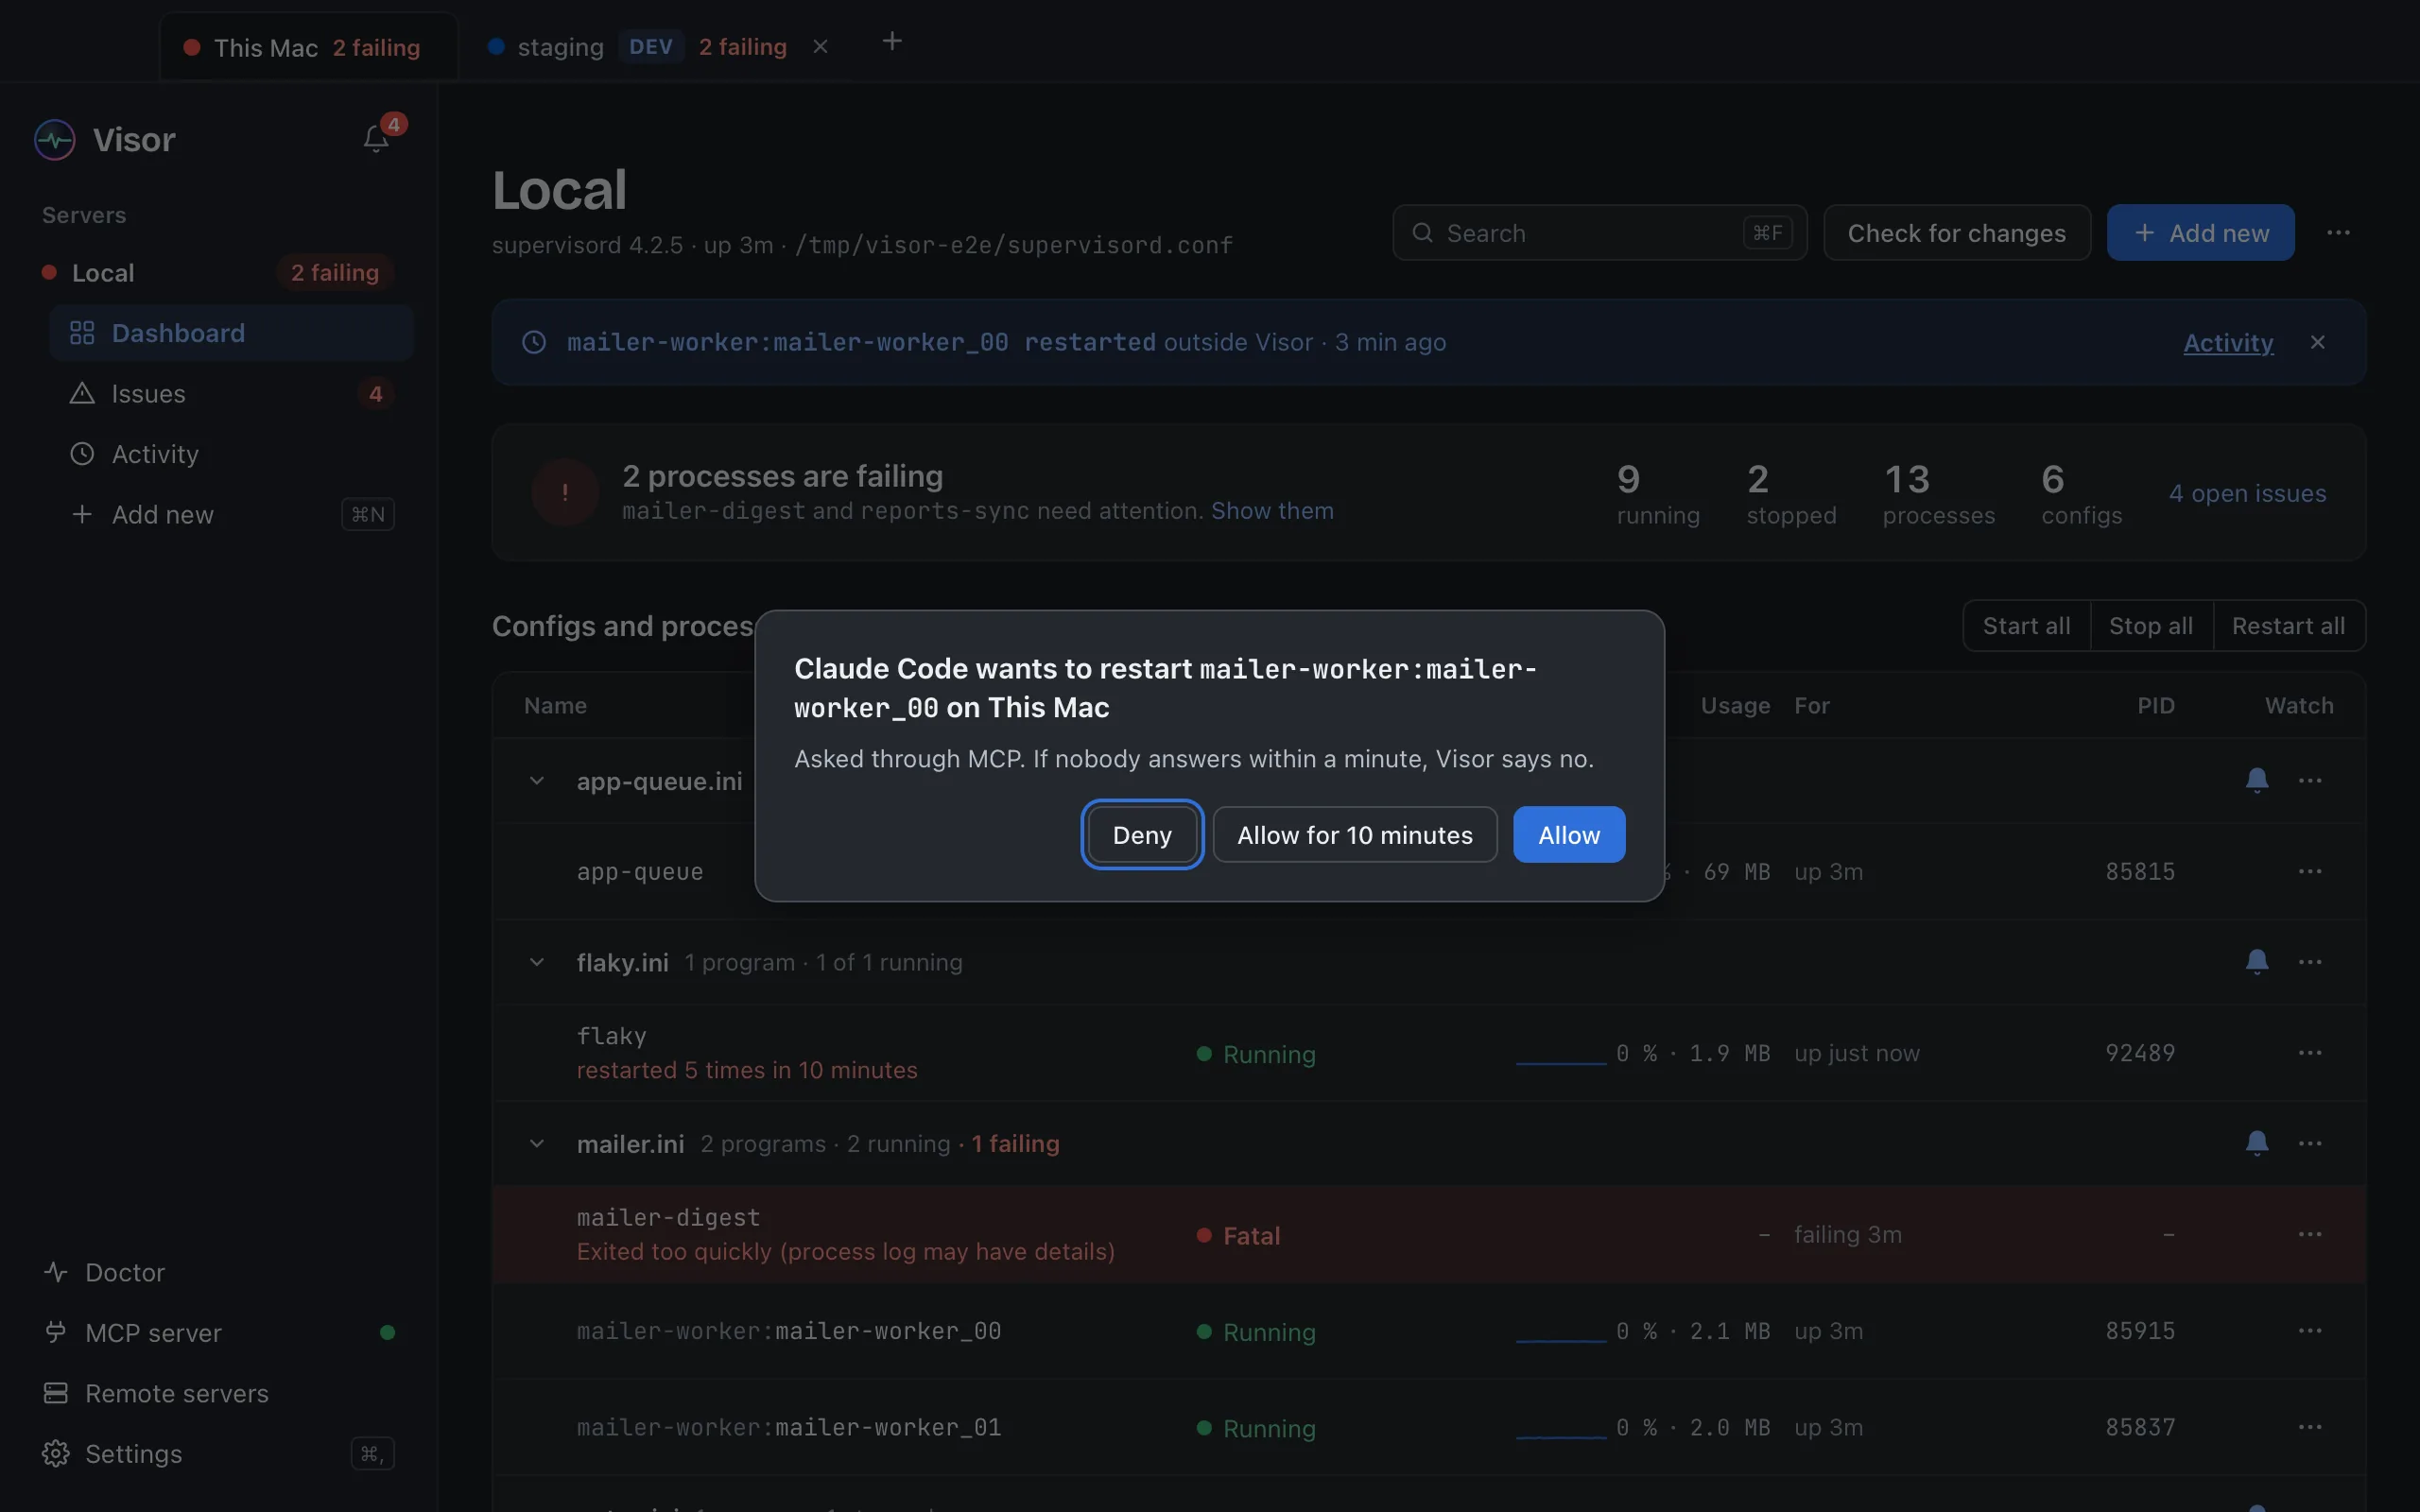 This Mac 2 failing
staging DEV 2 failing
Visor
4
Servers
Local 2 failing
Dashboard
Issues 4
Activity
Add new ⌘N
Doctor
MCP server
Remote servers
Settings ⌘,
Local
supervisord 4.2.5 · up 3m · /tmp/visor-e2e/supervisord.conf
Search ⌘F
Check for changes
Add new
mailer-worker:mailer-worker_00 restarted outside Visor · 3 min ago
Activity
2 processes are failing
mailer-digest and reports-sync need attention. Show them
9 running
2 stopped
13 processes
6 configs
4 open issues
Configs and proces
Start all
Stop all
Restart all
Name Usage For PID Watch
Claude Code wants to restart mailer-worker:mailer-
worker_00 on This Mac
Asked through MCP. If nobody answers within a minute, Visor says no.
Deny
Allow for 10 minutes
Allow
app-queue.ini
app-queue · 69 MB up 3m 85815
flaky.ini 1 program · 1 of 1 running
flaky
restarted 5 times in 10 minutes
Running 0 % · 1.9 MB up just now 92489
mailer.ini 2 programs · 2 running · 1 failing
mailer-digest
Exited too quickly (process log may have details)
Fatal – failing 3m –
mailer-worker:mailer-worker_00 Running 0 % · 2.1 MB up 3m 85915
mailer-worker:mailer-worker_01 Running 0 % · 2.0 MB up 3m 85837